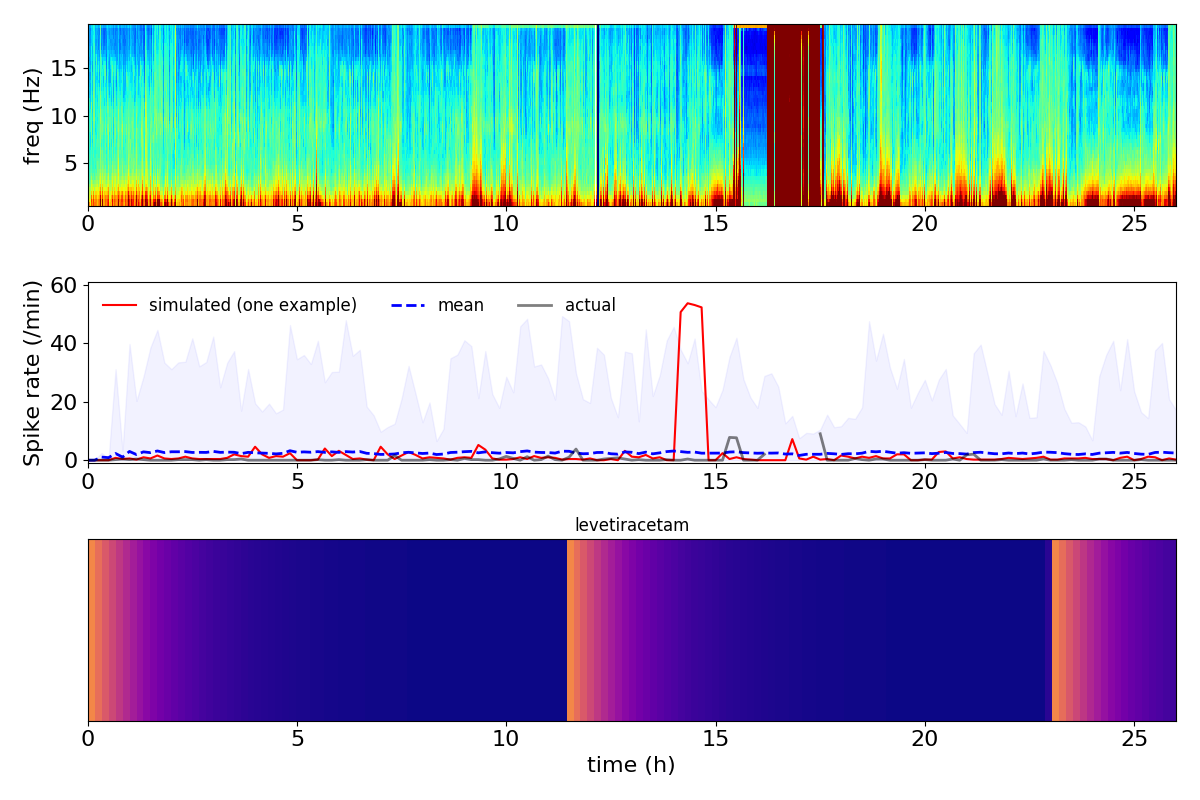 freq (Hz)
15
10
5
0 5 10 15 20 25
Spike rate (/min)
60
40
20
0
simulated (one example) mean actual
0 5 10 15 20 25
levetiracetam
0 5 10 15 20 25
time (h)